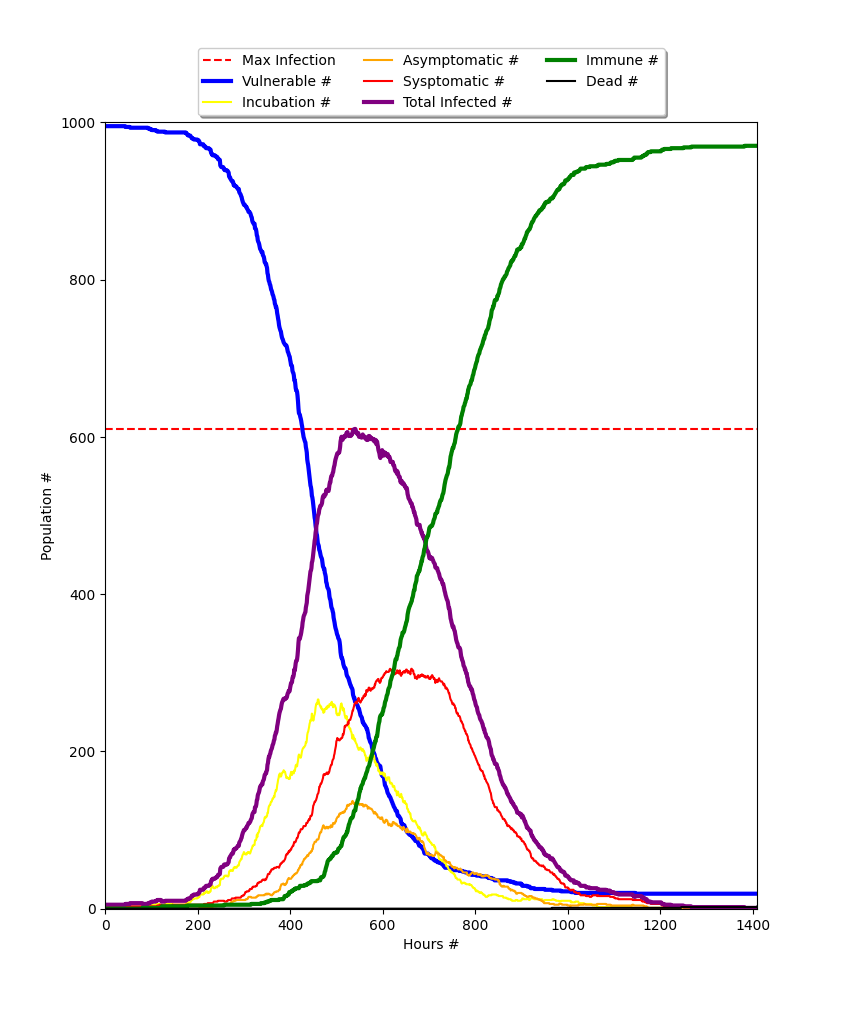 Max Infection Asymptomatic # Immune #
Vulnerable # Sysptomatic # Dead #
Incubation # Total Infected #
1000
800
600
400
200
0
Population #
0 200 400 600 800 1000 1200 1400
Hours #